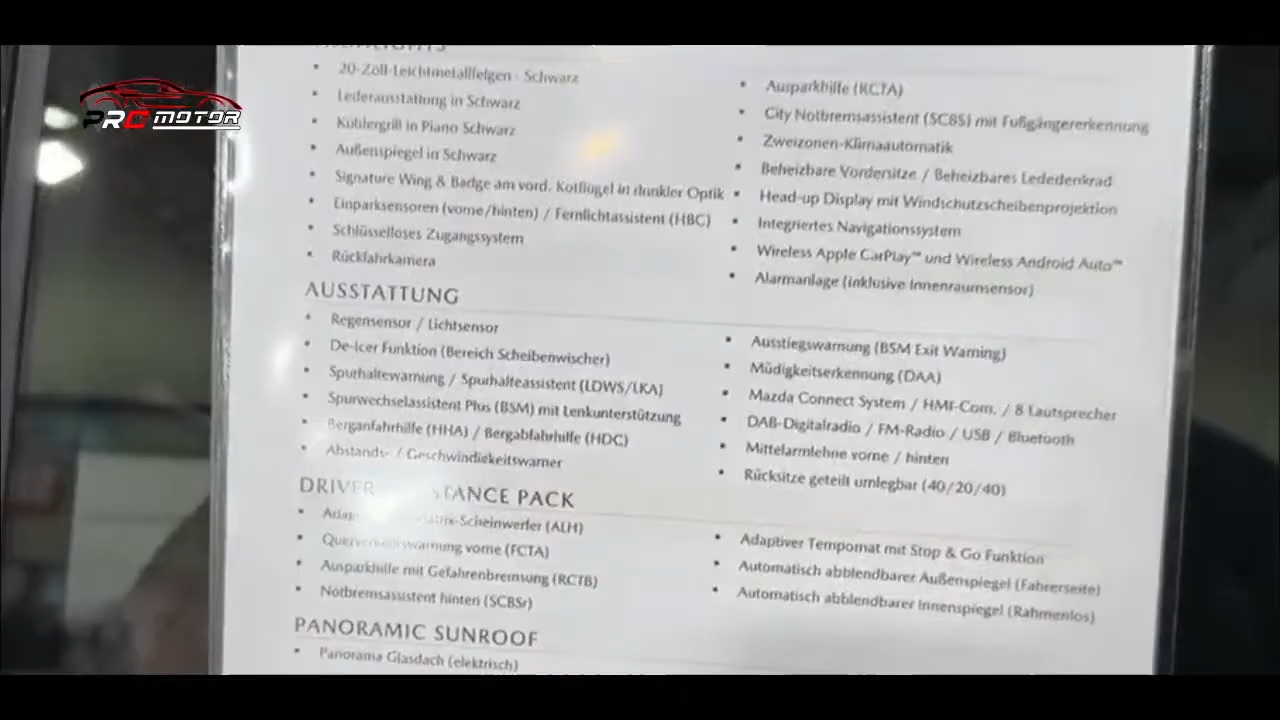 PRO MOTOR
HIGHLIGHTS
20-Zoll-Leichtmetallfelgen - Schwarz
Lederausstattung in Schwarz
Kühlergrill in Piano Schwarz
Außenspiegel in Schwarz
Signature Wing & Badge am vord. Kotflügel in dunkler Optik
Einparksensoren (vorne/hinten) / Fernlichtassistent (HBC)
Schlüsselloses Zugangssystem
Rückfahrkamera
Ausparkhilfe (RCTA)
City Notbremsassistent (SCBS) mit Fußgängererkennung
Zweizonen-Klimaautomatik
Beheizbare Vordersitze / Beheizbares Lededenkrad
Head-up Display mit Windschutzscheibenprojektion
Integriertes Navigationssystem
Wireless Apple CarPlay™ und Wireless Android Auto™
Alarmanlage (inklusive Innenraumsensor)
AUSSTATTUNG
Regensensor / Lichtsensor
De-Icer Funktion (Bereich Scheibenwischer)
Spurhaltewarnung / Spurhalteassistent (LDWS/LKA)
Spurwechselassistent Plus (BSM) mit Lenkunterstützung
Berganfahrhilfe (HHA) / Bergabfahrhilfe (HDC)
Abstands- / Geschwindigkeitswarner
Ausstiegswarnung (BSM Exit Warning)
Müdigkeitserkennung (DAA)
Mazda Connect System / HMI-Com. / 8 Lautsprecher
DAB-Digitalradio / FM-Radio / USB / Bluetooth
Mittelarmlehne vorne / hinten
Rücksitze geteilt umlegbar (40/20/40)
DRIVER PACK
(ALH)
vorne (FCTA)
Ausparkhilfe mit Gefahrenbremsung (RCTB)
Notbremsassistent hinten (SCBSr)
Adaptiver Tempomat mit Stop & Go Funktion
Automatisch abblendbarer Außenspiegel (Fahrerseite)
Automatisch abblendbarer Innenspiegel (Rahmenlos)
PANORAMIC SUNROOF
Panorama Glasdach (elektrisch)